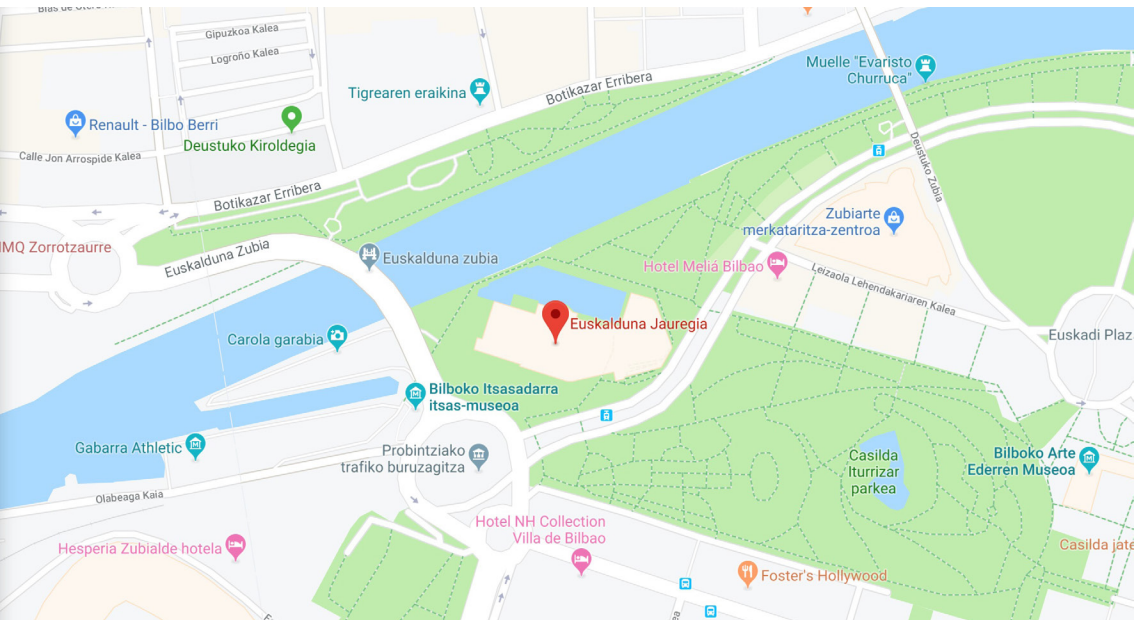 Gipuzkoa Kalea
Logroño Kalea
Muelle "Evaristo
Churruca"
Tigrearen eraikina
Botikazar Erribera
Renault - Bilbo Berri
Deustuko Kiroldegia
Calle Jon Arrospide Kalea
Deustuko Zubia
Botikazar Erribera
Zubiarte
merkataritza-zentroa
IMQ Zorrotzaurre
Euskalduna Zubia
Euskalduna zubia
Hotel Meliá Bilbao
Leizaola Lehendakariaren Kalea
Euskalduna Jauregia
Carola garabia
Euskadi Plaz
Bilboko Itsasadarra
itsas-museoa
Gabarra Athletic
Probintziako
trafiko buruzagitza
Casilda
Iturrizar
parkea
Bilboko Arte
Ederren Museoa
Olabeaga Kaia
Hotel NH Collection
Villa de Bilbao
Hesperia Zubialde hotela
Casilda jate
Foster's Hollywood